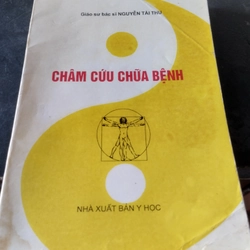 Giáo sư bác sĩ NGUYỄN TÀI THU
CHÂM CỨU CHỮA BỆNH
NHÀ XUẤT BẢN Y HỌC